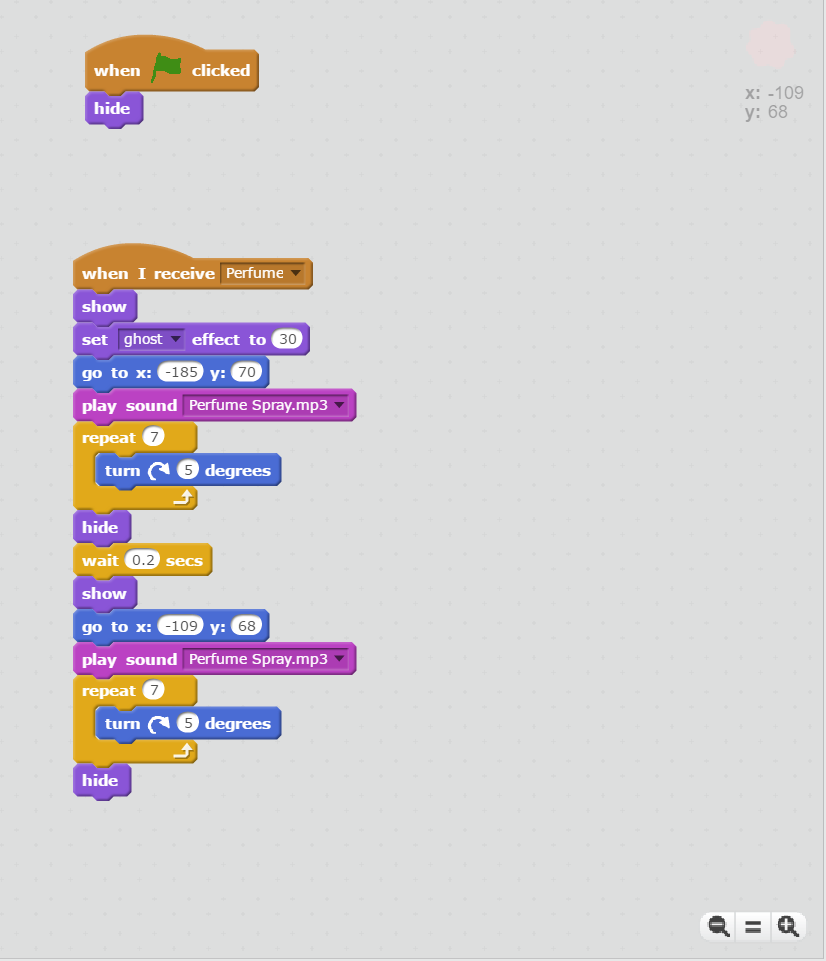 when clicked
hide
x: -109
y: 68
when I receive Perfume
show
set ghost effect to 30
go to x: -185 y: 70
play sound Perfume Spray.mp3
repeat 7
turn 5 degrees
hide
wait 0.2 secs
show
go to x: -109 y: 68
play sound Perfume Spray.mp3
repeat 7
turn 5 degrees
hide